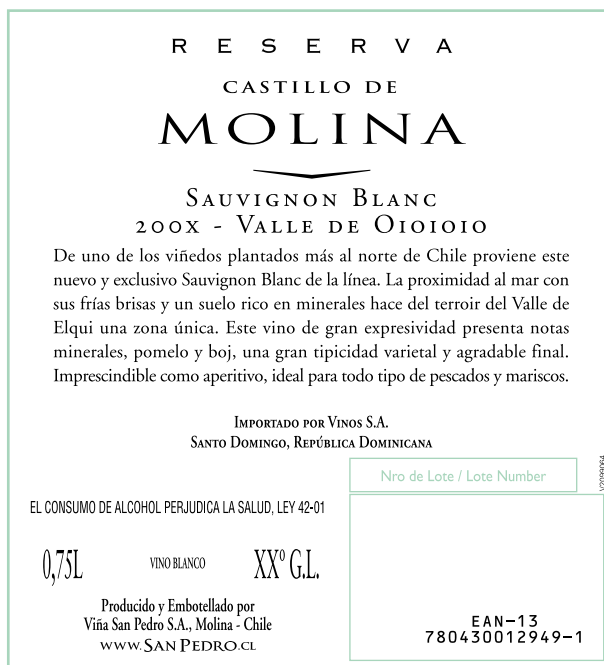 RESERVA
CASTILLO DE
MOLINA
SAUVIGNON BLANC
200X - VALLE DE OIOIOIO
De uno de los viñedos plantados más al norte de Chile proviene este
nuevo y exclusivo Sauvignon Blanc de la línea. La proximidad al mar con
sus frías brisas y un suelo rico en minerales hace del terroir del Valle de
Elqui una zona única. Este vino de gran expresividad presenta notas
minerales, pomelo y boj, una gran tipicidad varietal y agradable final.
Imprescindible como aperitivo, ideal para todo tipo de pescados y mariscos.
IMPORTADO POR VINOS S.A.
SANTO DOMINGO, REPÚBLICA DOMINICANA
Nro de Lote / Lote Number
EL CONSUMO DE ALCOHOL PERJUDICA LA SALUD, LEY 42-01
0,75L VINO BLANCO XXº G.L.
Producido y Embotellado por
Viña San Pedro S.A., Molina - Chile
WWW.SANPEDRO.CL
EAN-13
780430012949-1